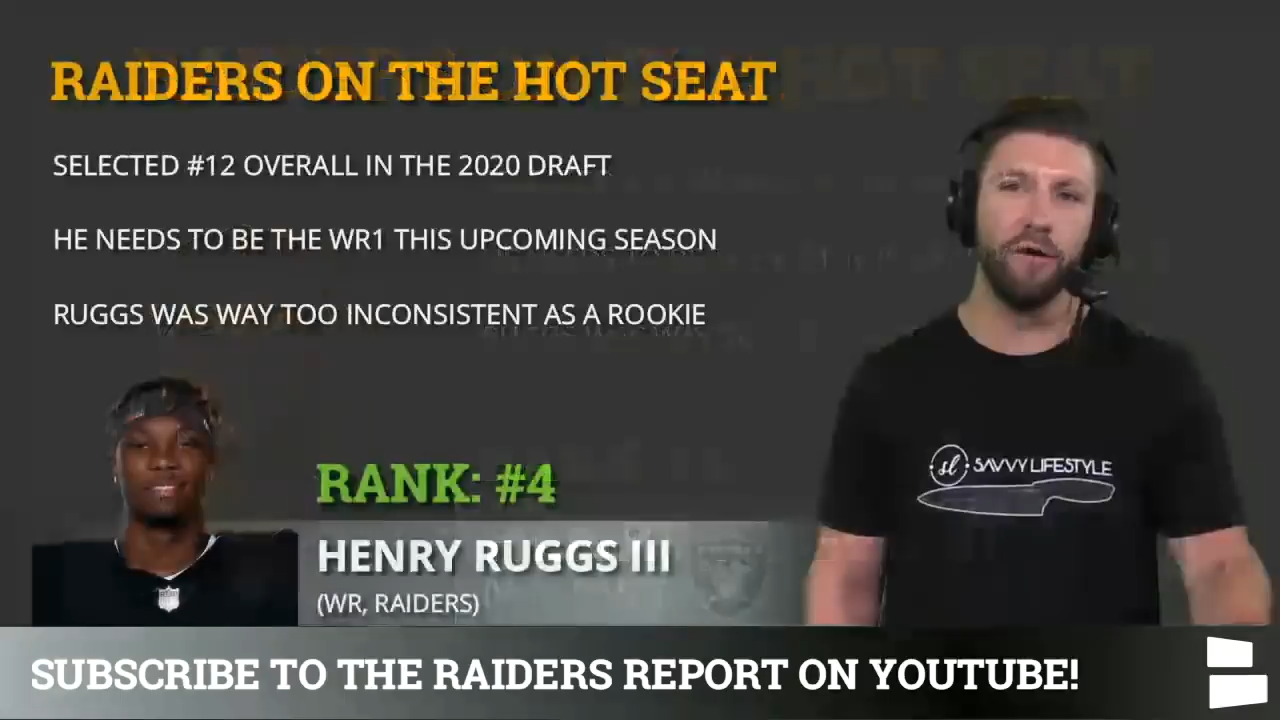 RAIDERS ON THE HOT SEAT
SELECTED #12 OVERALL IN THE 2020 DRAFT
HE NEEDS TO BE THE WR1 THIS UPCOMING SEASON
RUGGS WAS WAY TOO INCONSISTENT AS A ROOKIE
RANK: #4
HENRY RUGGS III
(WR, RAIDERS)
sl SAVVY LIFESTYLE
SUBSCRIBE TO THE RAIDERS REPORT ON YOUTUBE!